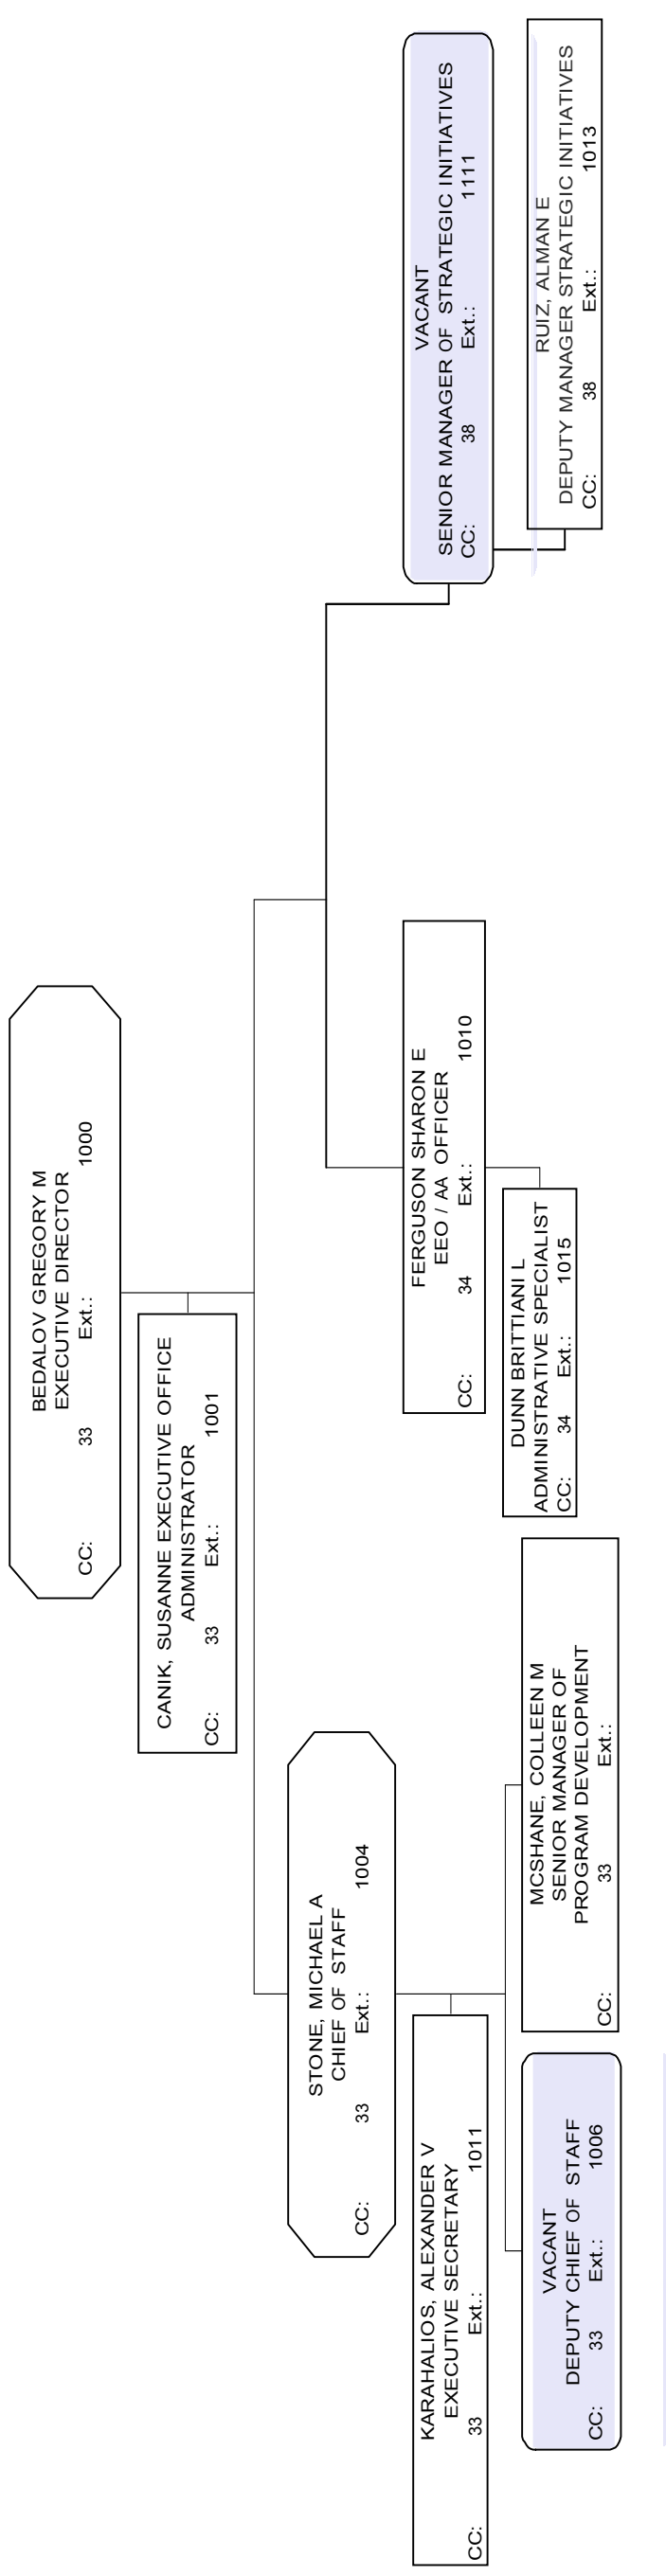 BEDALOV GREGORY M
EXECUTIVE DIRECTOR
CC: 33 Ext.: 1000
CANIK, SUSANNE EXECUTIVE OFFICE
ADMINISTRATOR
CC: 33 Ext.: 1001
STONE, MICHAEL A
CHIEF OF STAFF
CC: 33 Ext.: 1004
KARAHALIOS, ALEXANDER V
EXECUTIVE SECRETARY
CC: 33 Ext.: 1011
VACANT
DEPUTY CHIEF OF STAFF
CC: 33 Ext.: 1006
MCSHANE, COLLEEN M
SENIOR MANAGER OF
PROGRAM DEVELOPMENT
CC: 33 Ext.:
FERGUSON SHARON E
EEO / AA OFFICER
CC: 34 Ext.: 1010
DUNN BRITTIANI L
ADMINISTRATIVE SPECIALIST
CC: 34 Ext.: 1015
VACANT
SENIOR MANAGER OF STRATEGIC INITIATIVES
CC: 38 Ext.: 1111
RUIZ, ALMAN E
DEPUTY MANAGER STRATEGIC INITIATIVES
CC: 38 Ext.: 1013